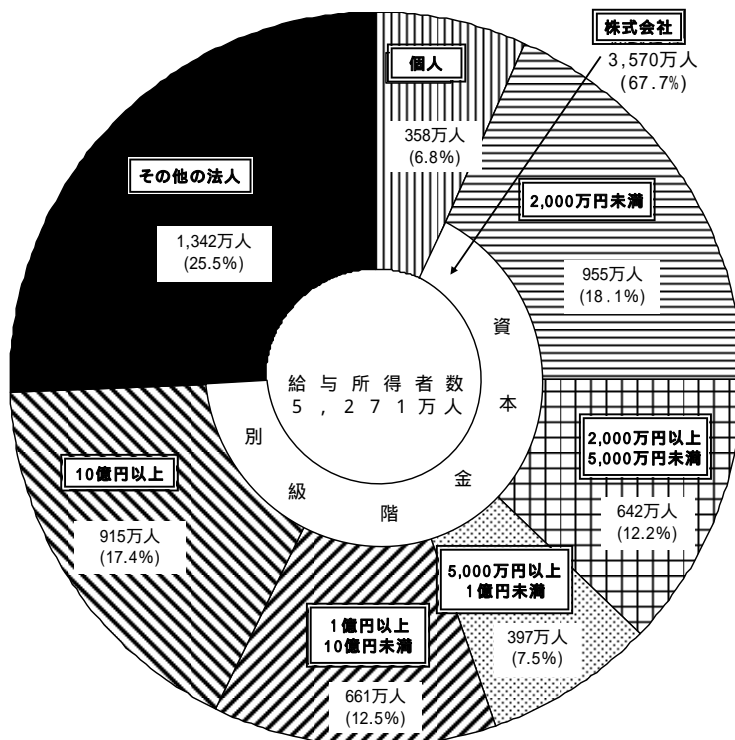 株式会社
3,570万人
(67.7%)
個人
358万人
(6.8%)
2,000万円未満
955万人
(18.1%)
その他の法人
1,342万人
(25.5%)
資本金階級別
給与所得者数
5,271万人
2,000万円以上
5,000万円未満
642万人
(12.2%)
10億円以上
915万人
(17.4%)
5,000万円以上
1億円未満
397万人
(7.5%)
1億円以上
10億円未満
661万人
(12.5%)